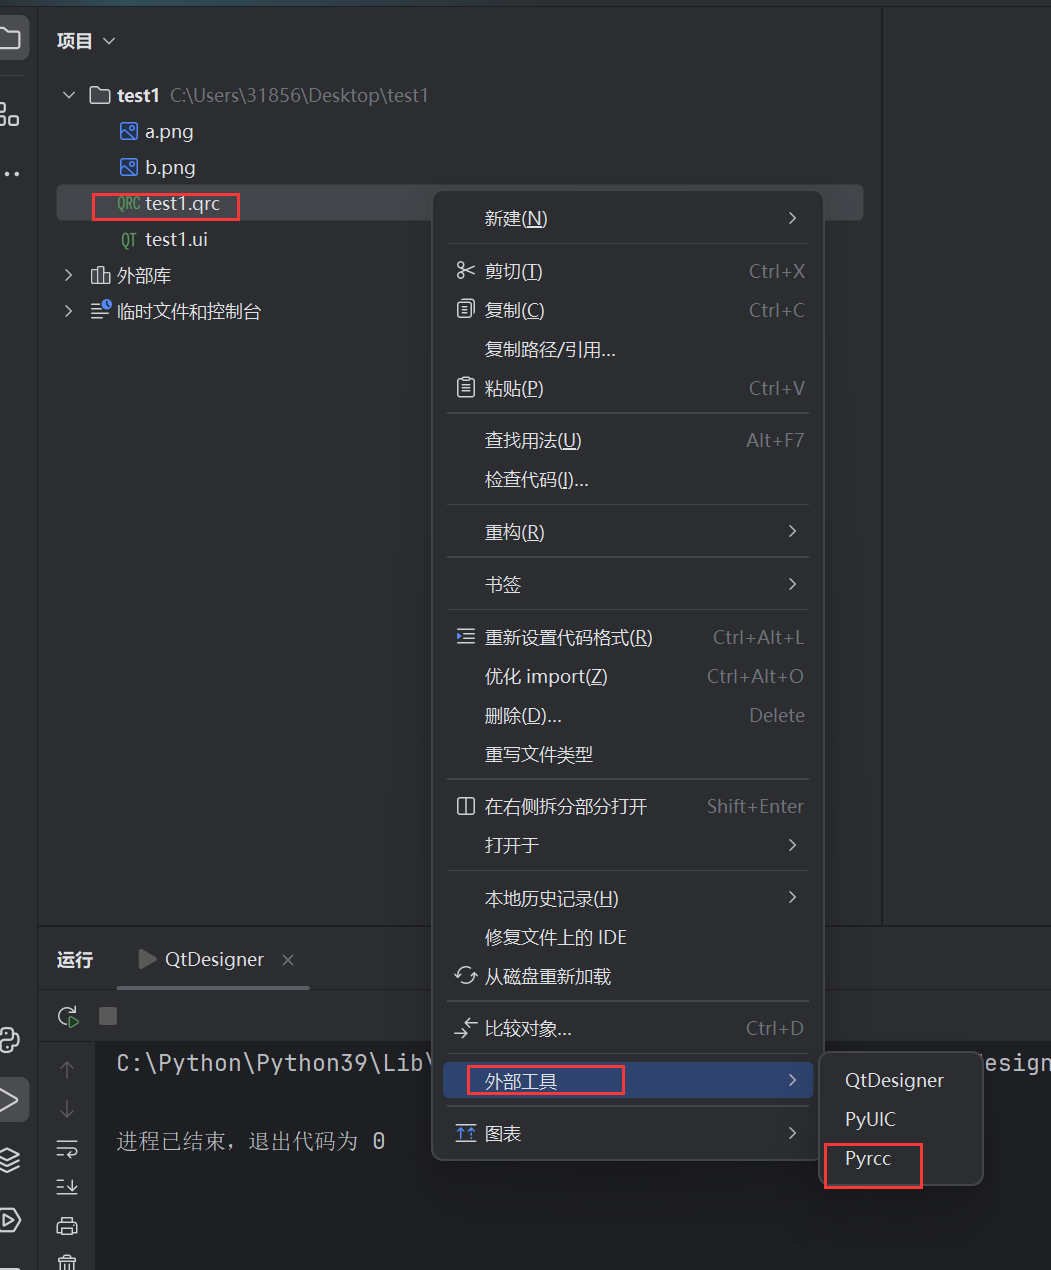 项目
test1 C:\Users\31856\Desktop\test1
a.png
b.png
QRC test1.qrc
QT test1.ui
外部库
临时文件和控制台
新建(N)
剪切(T) Ctrl+X
复制(C) Ctrl+C
复制路径/引用...
粘贴(P) Ctrl+V
查找用法(U) Alt+F7
检查代码(I)...
重构(R)
书签
重新设置代码格式(R) Ctrl+Alt+L
优化 import(Z) Ctrl+Alt+O
删除(D)... Delete
重写文件类型
在右侧拆分部分打开 Shift+Enter
打开于
本地历史记录(H)
修复文件上的 IDE
从磁盘重新加载
比较对象... Ctrl+D
外部工具
图表
QtDesigner
PyUIC
Pyrcc
运行 QtDesigner
C:\Python\Python39\Lib\ esign
进程已结束，退出代码为 0